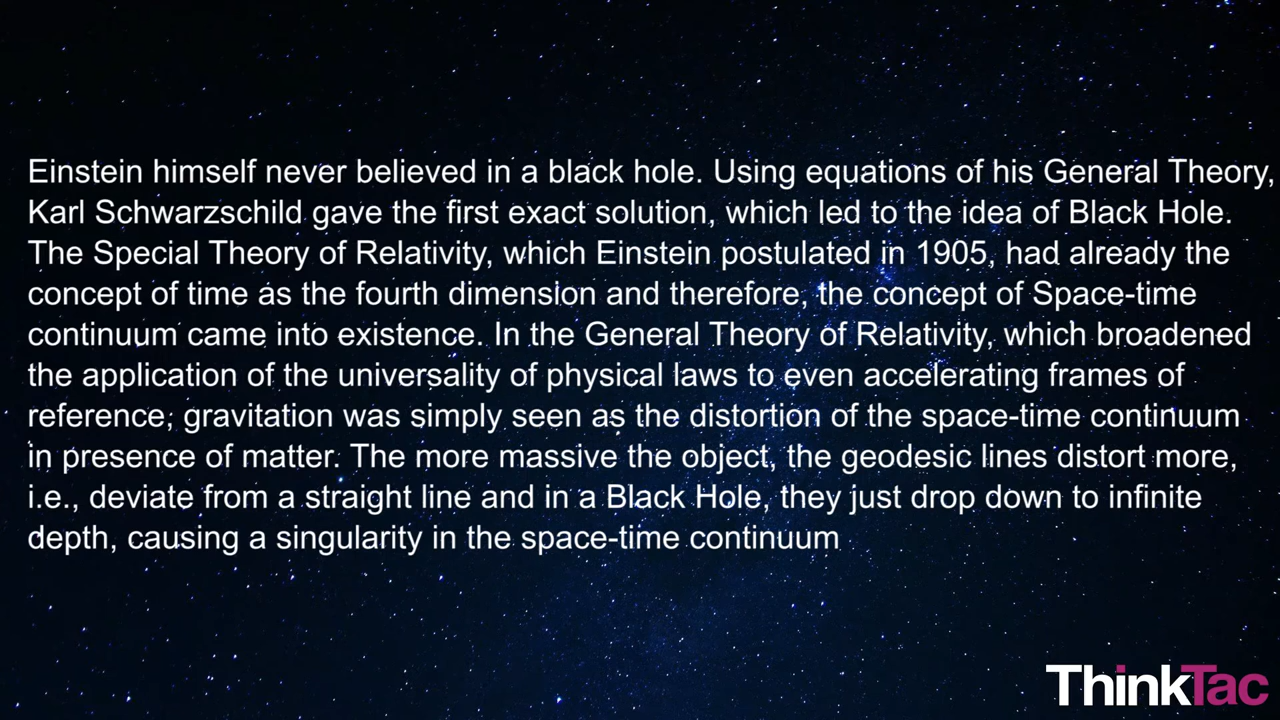 Einstein himself never believed in a black hole. Using equations of his General Theory,
Karl Schwarzschild gave the first exact solution, which led to the idea of Black Hole.
The Special Theory of Relativity, which Einstein postulated in 1905, had already the
concept of time as the fourth dimension and therefore, the concept of Space-time
continuum came into existence. In the General Theory of Relativity, which broadened
the application of the universality of physical laws to even accelerating frames of
reference, gravitation was simply seen as the distortion of the space-time continuum
in presence of matter. The more massive the object, the geodesic lines distort more,
i.e., deviate from a straight line and in a Black Hole, they just drop down to infinite
depth, causing a singularity in the space-time continuum
ThinkTac